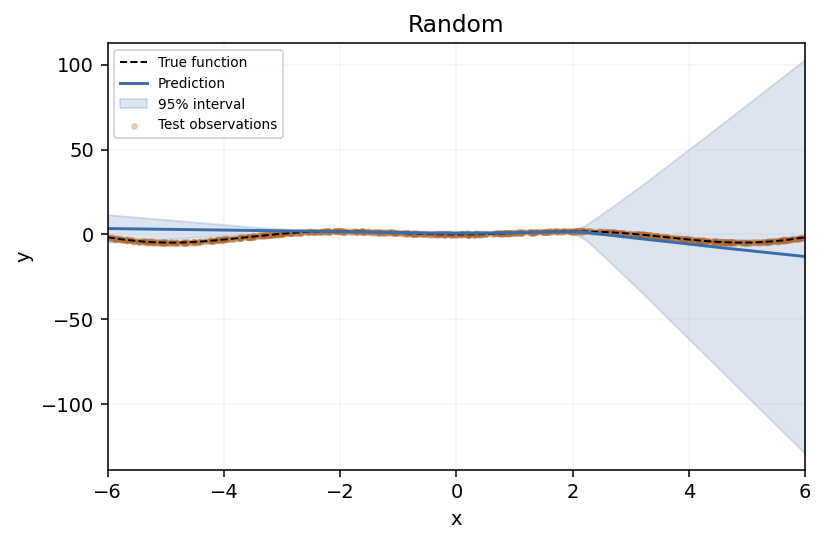 Random
True function
Prediction
95% interval
Test observations
100
50
0
−50
−100
y
−6 −4 −2 0 2 4 6
x